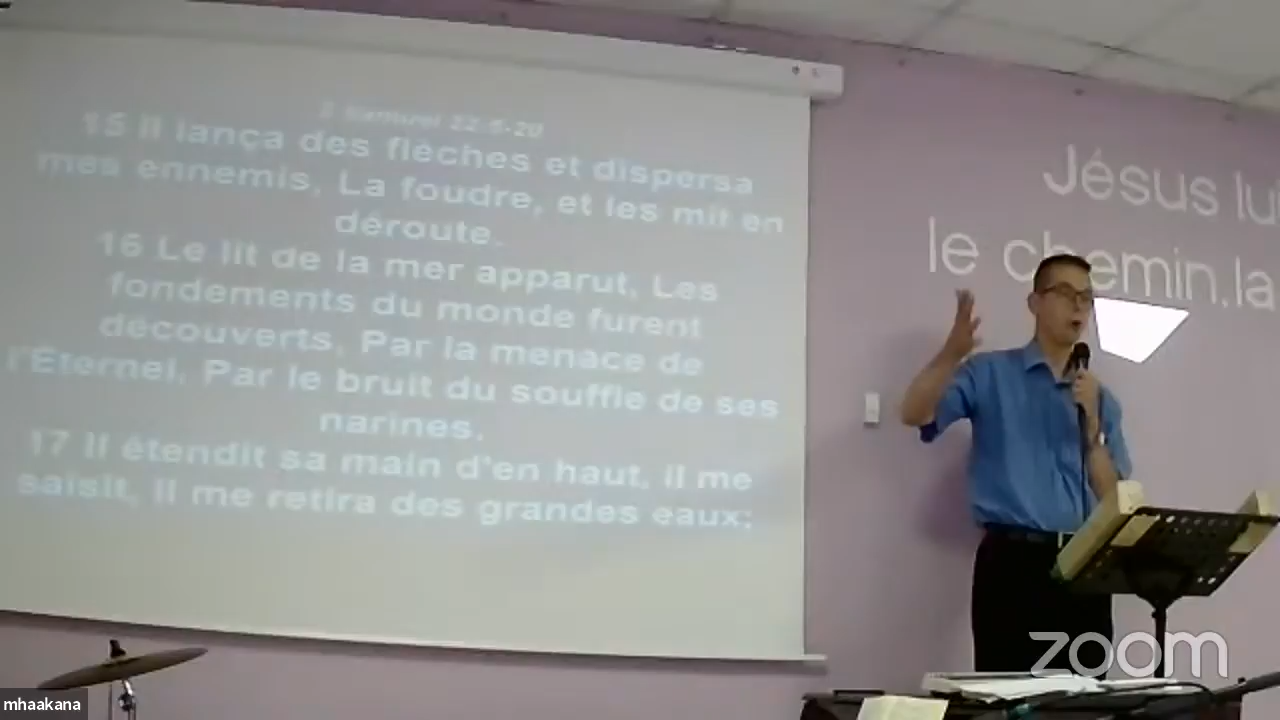 2 Samuel 22:5-20
15 Il lança des flèches et dispersa
mes ennemis, La foudre, et les mit en
déroute.
16 Le lit de la mer apparut, Les
fondements du monde furent
découverts, Par la menace de
l'Éternel, Par le bruit du souffle de ses
narines.
17 Il étendit sa main d'en haut, il me
saisit, Il me retira des grandes eaux;
Jésus lu
le chemin,la
zoom
mhaakana